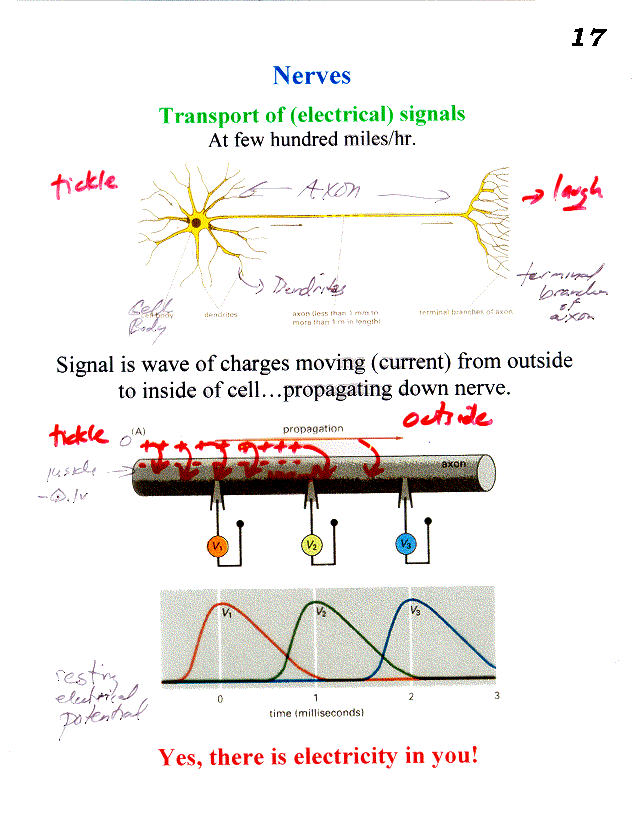 17
Nerves
Transport of (electrical) signals
At few hundred miles/hr.
tickle
← Axon →
→ laugh
Dendrites
Cell
Body
cell body
dendrites
axon (less than 1 mm to
more than 1 m in length)
terminal branches of axon
terminal
branches
of
axon
Signal is wave of charges moving (current) from outside
to inside of cell…propagating down nerve.
tickle
(A)
propagation
outside
inside
axon
V1
V2
V3
V1
V2
V3
resting
electrical
potential
0
1
2
3
time (milliseconds)
Yes, there is electricity in you!